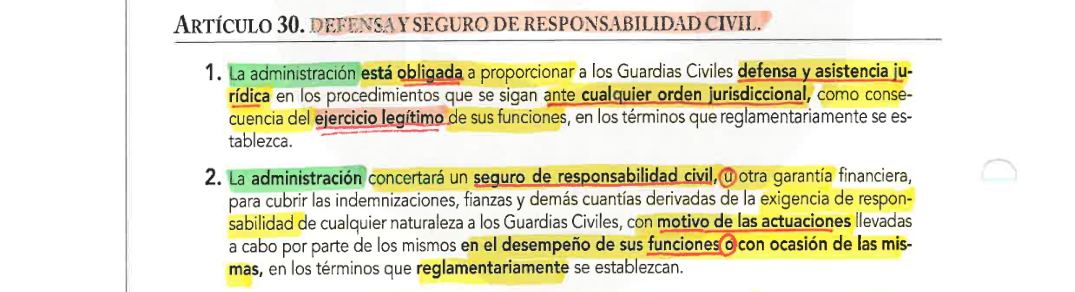 ARTÍCULO 30. DEFENSA Y SEGURO DE RESPONSABILIDAD CIVIL.
1. La administración está obligada a proporcionar a los Guardias Civiles defensa y asistencia ju-
rídica en los procedimientos que se sigan ante cualquier orden jurisdiccional, como conse-
cuencia del ejercicio legítimo de sus funciones, en los términos que reglamentariamente se es-
tablezca.
2. La administración concertará un seguro de responsabilidad civil, u otra garantía financiera,
para cubrir las indemnizaciones, fianzas y demás cuantías derivadas de la exigencia de respon-
sabilidad de cualquier naturaleza a los Guardias Civiles, con motivo de las actuaciones llevadas
a cabo por parte de los mismos en el desempeño de sus funciones o con ocasión de las mis-
mas, en los términos que reglamentariamente se establezcan.